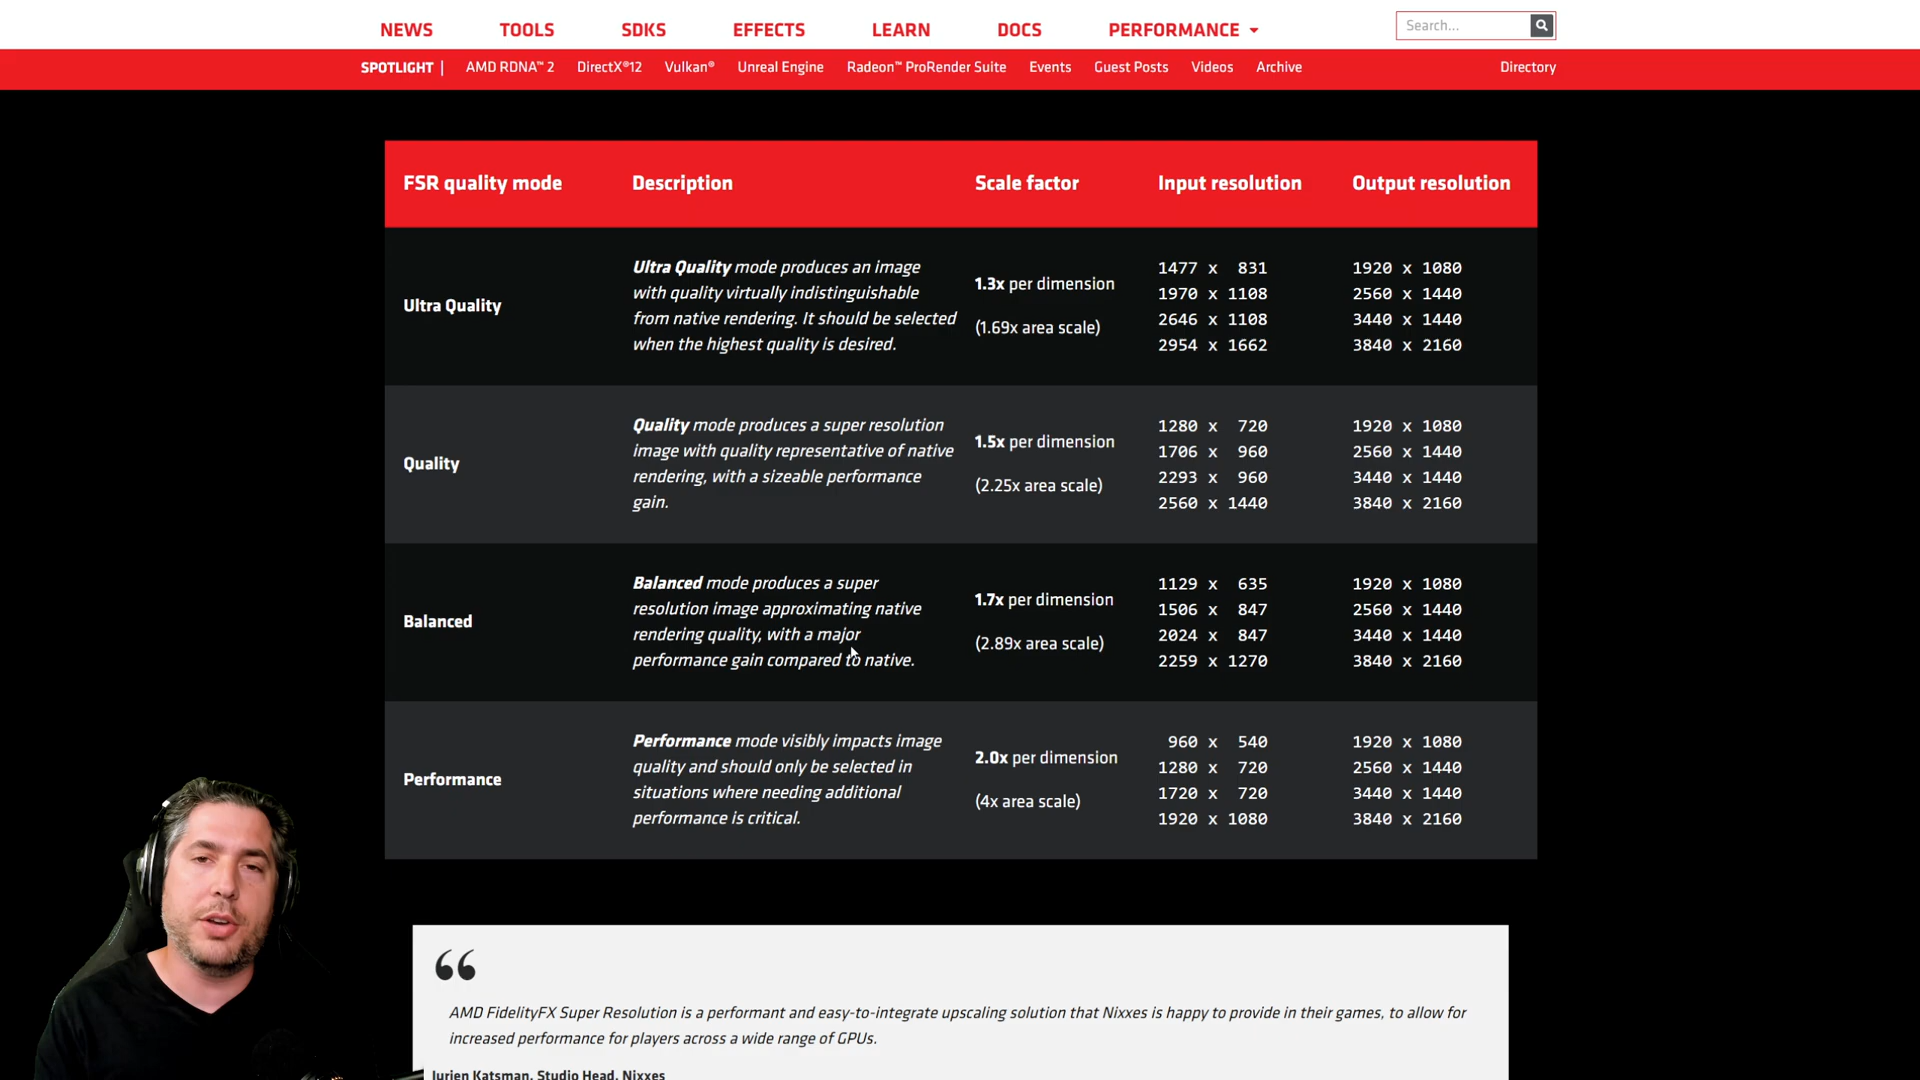 NEWS TOOLS SDKS EFFECTS LEARN DOCS PERFORMANCE Search...
SPOTLIGHT | AMD RDNA™ 2 DirectX®12 Vulkan® Unreal Engine Radeon™ ProRender Suite Events Guest Posts Videos Archive Directory
FSR quality mode Description Scale factor Input resolution Output resolution
Ultra Quality
Ultra Quality mode produces an image
with quality virtually indistinguishable
from native rendering. It should be selected
when the highest quality is desired.
1.3x per dimension
(1.69x area scale)
1477 x 831
1970 x 1108
2646 x 1108
2954 x 1662
1920 x 1080
2560 x 1440
3440 x 1440
3840 x 2160
Quality
Quality mode produces a super resolution
image with quality representative of native
rendering, with a sizeable performance
gain.
1.5x per dimension
(2.25x area scale)
1280 x 720
1706 x 960
2293 x 960
2560 x 1440
1920 x 1080
2560 x 1440
3440 x 1440
3840 x 2160
Balanced
Balanced mode produces a super
resolution image approximating native
rendering quality, with a major
performance gain compared to native.
1.7x per dimension
(2.89x area scale)
1129 x 635
1506 x 847
2024 x 847
2259 x 1270
1920 x 1080
2560 x 1440
3440 x 1440
3840 x 2160
Performance
Performance mode visibly impacts image
quality and should only be selected in
situations where needing additional
performance is critical.
2.0x per dimension
(4x area scale)
960 x 540
1280 x 720
1720 x 720
1920 x 1080
1920 x 1080
2560 x 1440
3440 x 1440
3840 x 2160
“
AMD FidelityFX Super Resolution is a performant and easy-to-integrate upscaling solution that Nixxes is happy to provide in their games, to allow for
increased performance for players across a wide range of GPUs.
Jurjen Katsman, Studio Head, Nixxes